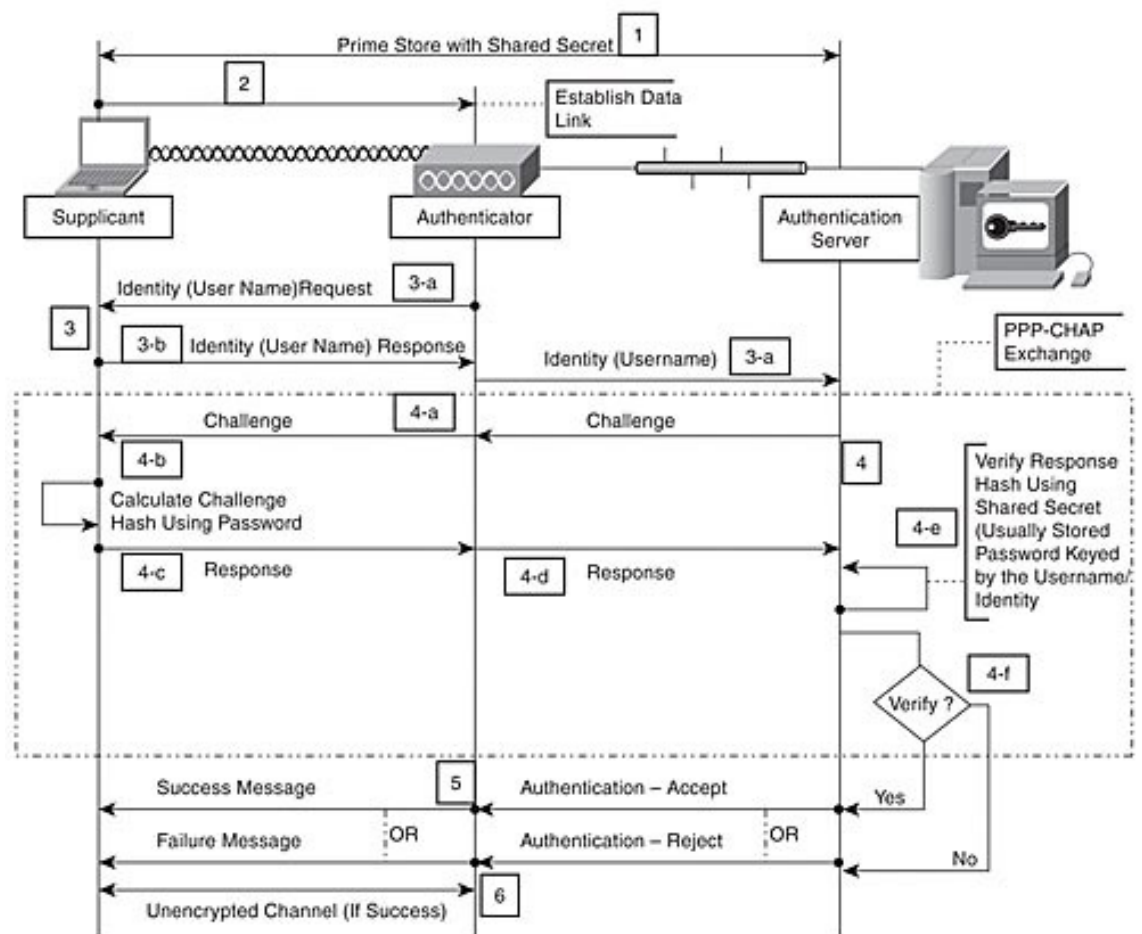 1
Prime Store with Shared Secret
2
Establish Data
Link
Supplicant
Authenticator
Authentication
Server
3-a
Identity (User Name)Request
3
3-b
Identity (User Name) Response
Identity (Username)
3-a
PPP-CHAP
Exchange
4-a
Challenge
Challenge
4-b
4
Calculate Challenge
Hash Using Password
Verify Response
Hash Using
Shared Secret
(Usually Stored
Password Keyed
by the Username/
Identity
4-e
4-c
Response
4-d
Response
4-f
Verify ?
5
Success Message
Authentication – Accept
Yes
OR
OR
Failure Message
Authentication – Reject
No
6
Unencrypted Channel (If Success)